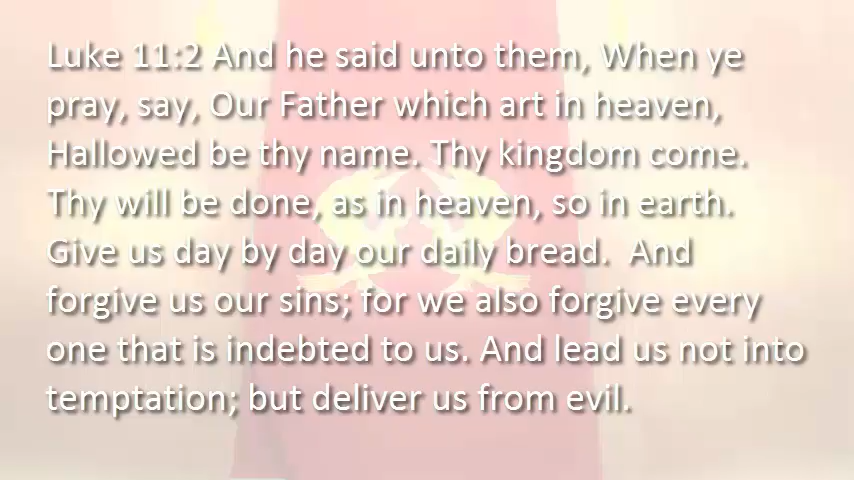 Luke 11:2 And he said unto them, When ye
pray, say, Our Father which art in heaven,
Hallowed be thy name. Thy kingdom come.
Thy will be done, as in heaven, so in earth.
Give us day by day our daily bread.  And
forgive us our sins; for we also forgive every
one that is indebted to us. And lead us not into
temptation; but deliver us from evil.